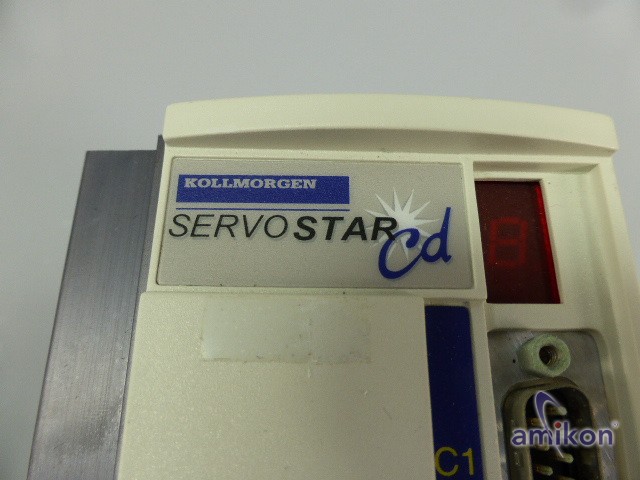 KOLLMORGEN
SERVOSTAR
Cd
C1
amikon